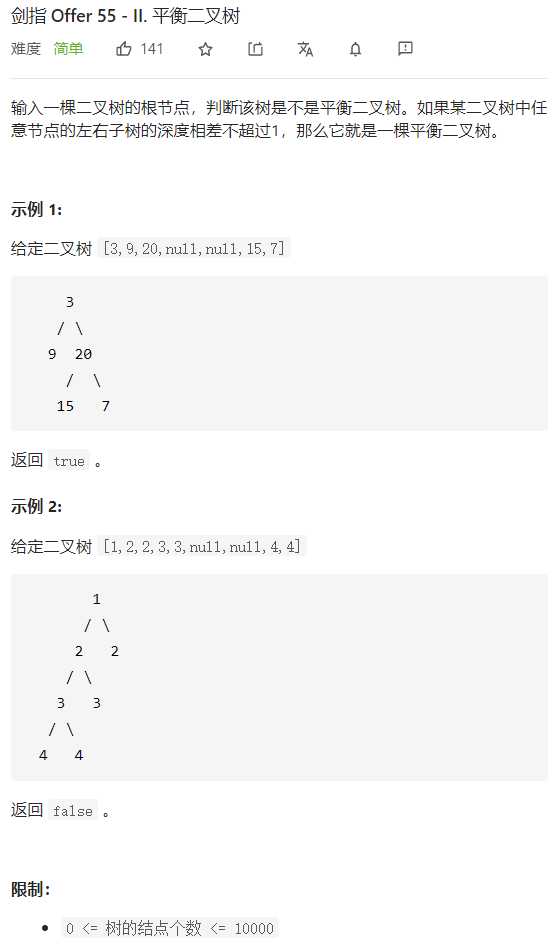 剑指 Offer 55 - II. 平衡二叉树
难度 简单 141
输入一棵二叉树的根节点，判断该树是不是平衡二叉树。如果某二叉树中任
意节点的左右子树的深度相差不超过1，那么它就是一棵平衡二叉树。
示例 1:
给定二叉树 [3,9,20,null,null,15,7]
3
/ \
9 20
/ \
15 7
返回 true 。
示例 2:
给定二叉树 [1,2,2,3,3,null,null,4,4]
1
/ \
2 2
/ \
3 3
/ \
4 4
返回 false 。
限制：
0 <= 树的结点个数 <= 10000